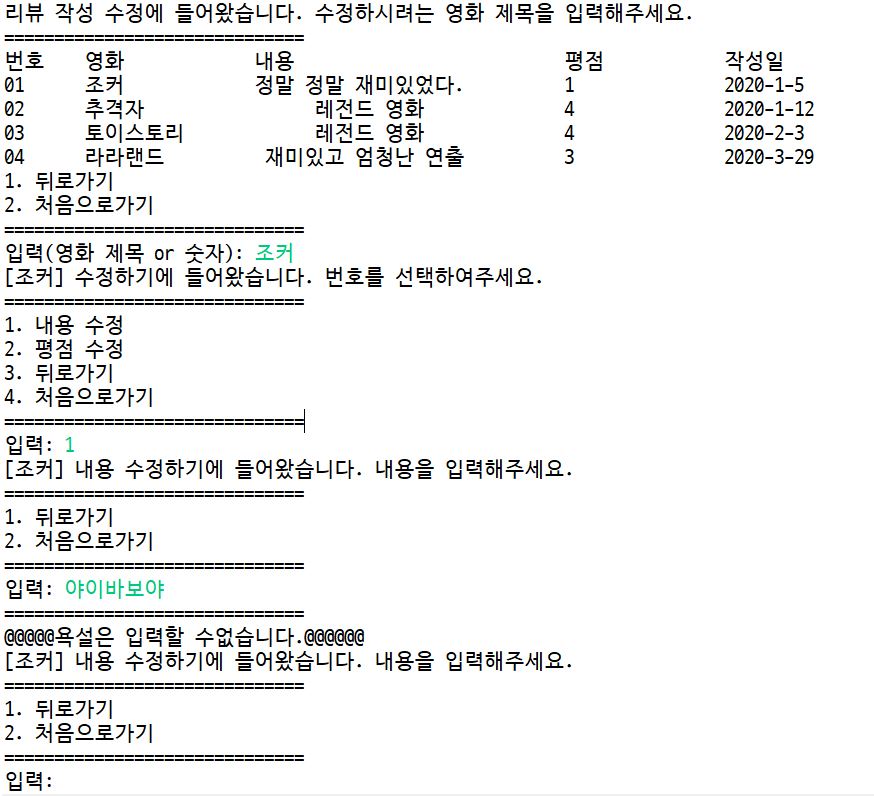 리뷰 작성 수정에 들어왔습니다. 수정하시려는 영화 제목을 입력해주세요.
==============================
번호 영화 내용 평점 작성일
01 조커 정말 정말 재미있었다. 1 2020-1-5
02 추격자 레전드 영화 4 2020-1-12
03 토이스토리 레전드 영화 4 2020-2-3
04 라라랜드 재미있고 엄청난 연출 3 2020-3-29
1. 뒤로가기
2. 처음으로가기
==============================
입력(영화 제목 or 숫자): 조커
[조커] 수정하기에 들어왔습니다. 번호를 선택하여주세요.
==============================
1. 내용 수정
2. 평점 수정
3. 뒤로가기
4. 처음으로가기
==============================
입력: 1
[조커] 내용 수정하기에 들어왔습니다. 내용을 입력해주세요.
==============================
1. 뒤로가기
2. 처음으로가기
==============================
입력: 야이바보야
==============================
@@@@@욕설은 입력할 수없습니다.@@@@@@
[조커] 내용 수정하기에 들어왔습니다. 내용을 입력해주세요.
==============================
1. 뒤로가기
2. 처음으로가기
==============================
입력: